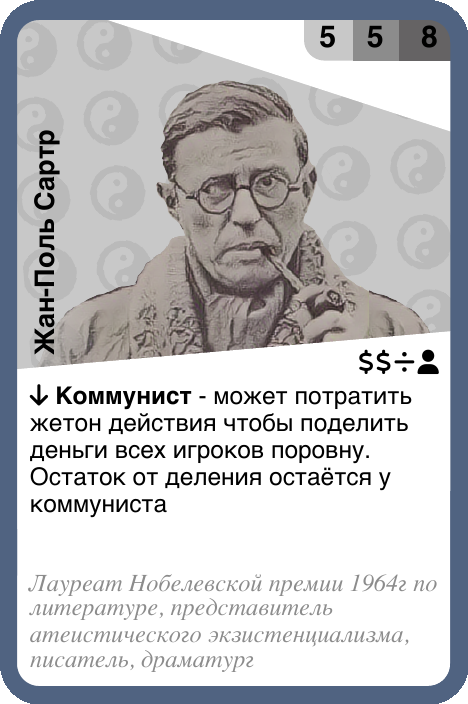 5 5 8
Жан-Поль Сартр
$$÷
↓ Коммунист - может потратить
жетон действия чтобы поделить
деньги всех игроков поровну.
Остаток от деления остаётся у
коммуниста
Лауреат Нобелевской премии 1964г по
литературе, представитель
атеистического экзистенциализма,
писатель, драматург